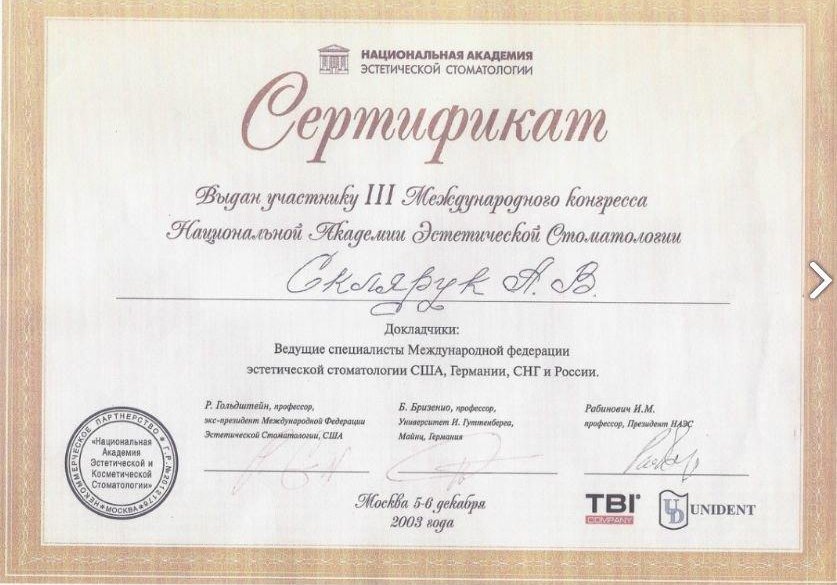 НАЦИОНАЛЬНАЯ АКАДЕМИЯ
ЭСТЕТИЧЕСКОЙ СТОМАТОЛОГИИ
Сертификат
Выдан участнику III Международного конгресса
Национальной Академии Эстетической Стоматологии
Склярук А. В.
Докладчики:
Ведущие специалисты Международной федерации
эстетической стоматологии США, Германии, СНГ и России.
Р. Гольдштейн, профессор,
экс-президент Международной Федерации
Эстетической Стоматологии, США
Б. Бризенио, профессор,
Университет И. Гуттенберга,
Майнц, Германия
Рабинович И.М.
профессор, Президент НАЭС
НЕКОММЕРЧЕСКОЕ ПАРТНЕРСТВО
МОСКВА
«Национальная
Академия
Эстетической и
Косметической
Стоматологии»
Москва 5-6 декабря
2003 года
TBI
COMPANY
UD UNIDENT